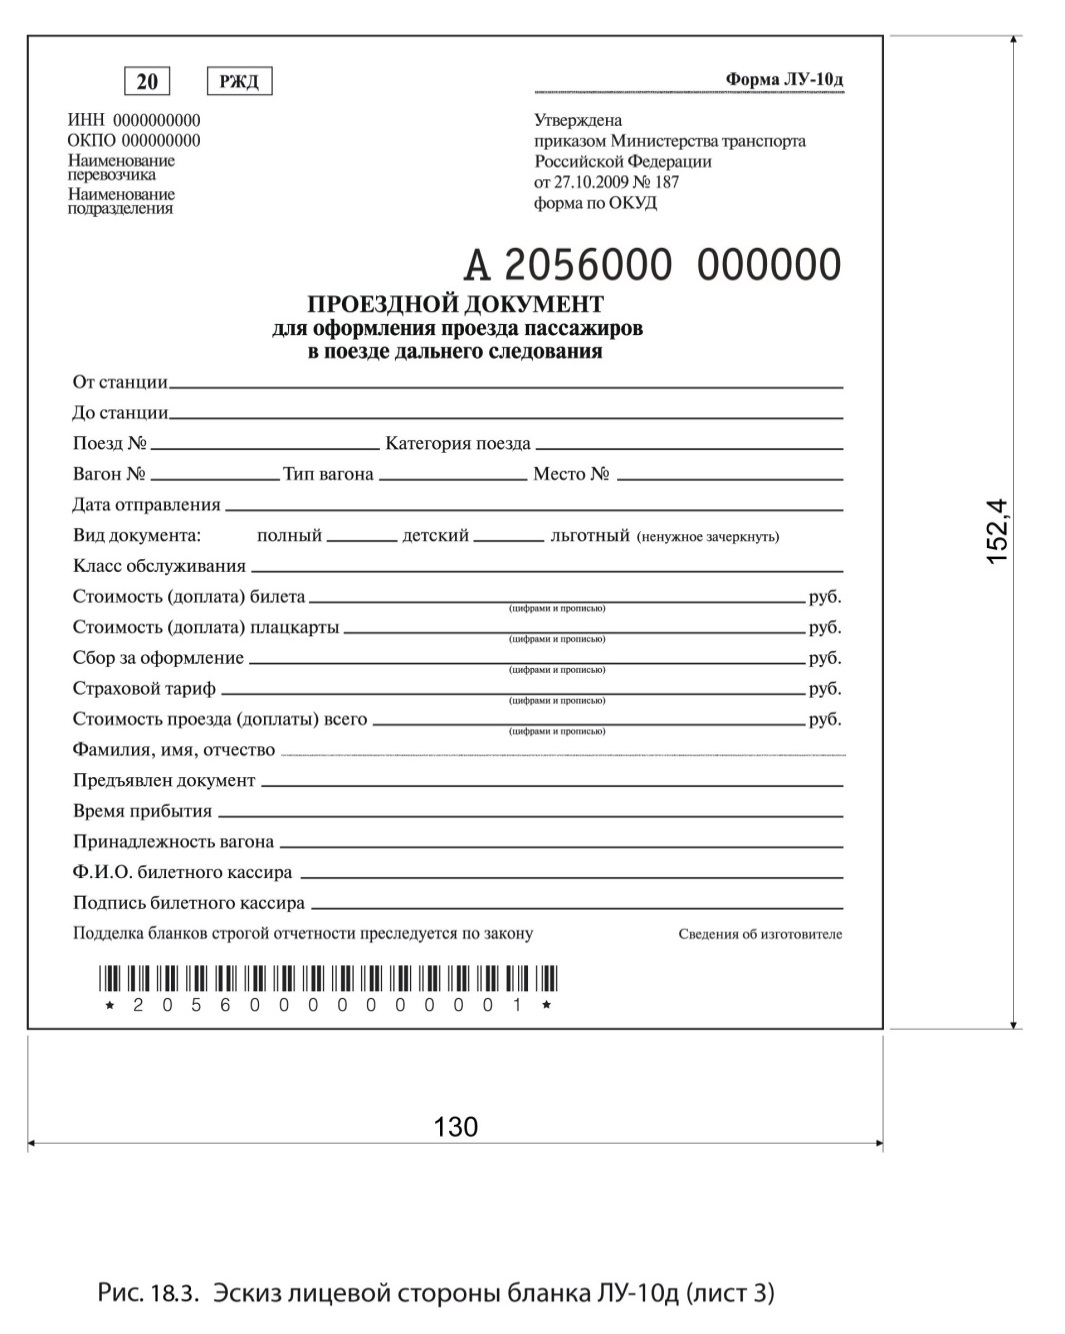 20 РЖД Форма ЛУ-10д
ИНН 0000000000
ОКПО 000000000
Наименование
перевозчика
Наименование
подразделения
Утверждена
приказом Министерства транспорта
Российской Федерации
от 27.10.2009 № 187
форма по ОКУД
А 2056000 000000
ПРОЕЗДНОЙ ДОКУМЕНТ
для оформления проезда пассажиров
в поезде дальнего следования
От станции
До станции
Поезд № Категория поезда
Вагон № Тип вагона Место №
Дата отправления
Вид документа: полный детский льготный (ненужное зачеркнуть)
Класс обслуживания
Стоимость (доплата) билета руб.
(цифрами и прописью)
Стоимость (доплата) плацкарты руб.
(цифрами и прописью)
Сбор за оформление руб.
(цифрами и прописью)
Страховой тариф руб.
(цифрами и прописью)
Стоимость проезда (доплаты) всего руб.
(цифрами и прописью)
Фамилия, имя, отчество
Предъявлен документ
Время прибытия
Принадлежность вагона
Ф.И.О. билетного кассира
Подпись билетного кассира
Подделка бланков строгой отчетности преследуется по закону Сведения об изготовителе
* 2 0 5 6 0 0 0 0 0 0 0 0 0 1 *
152,4
130
Рис. 18.3. Эскиз лицевой стороны бланка ЛУ-10д (лист 3)